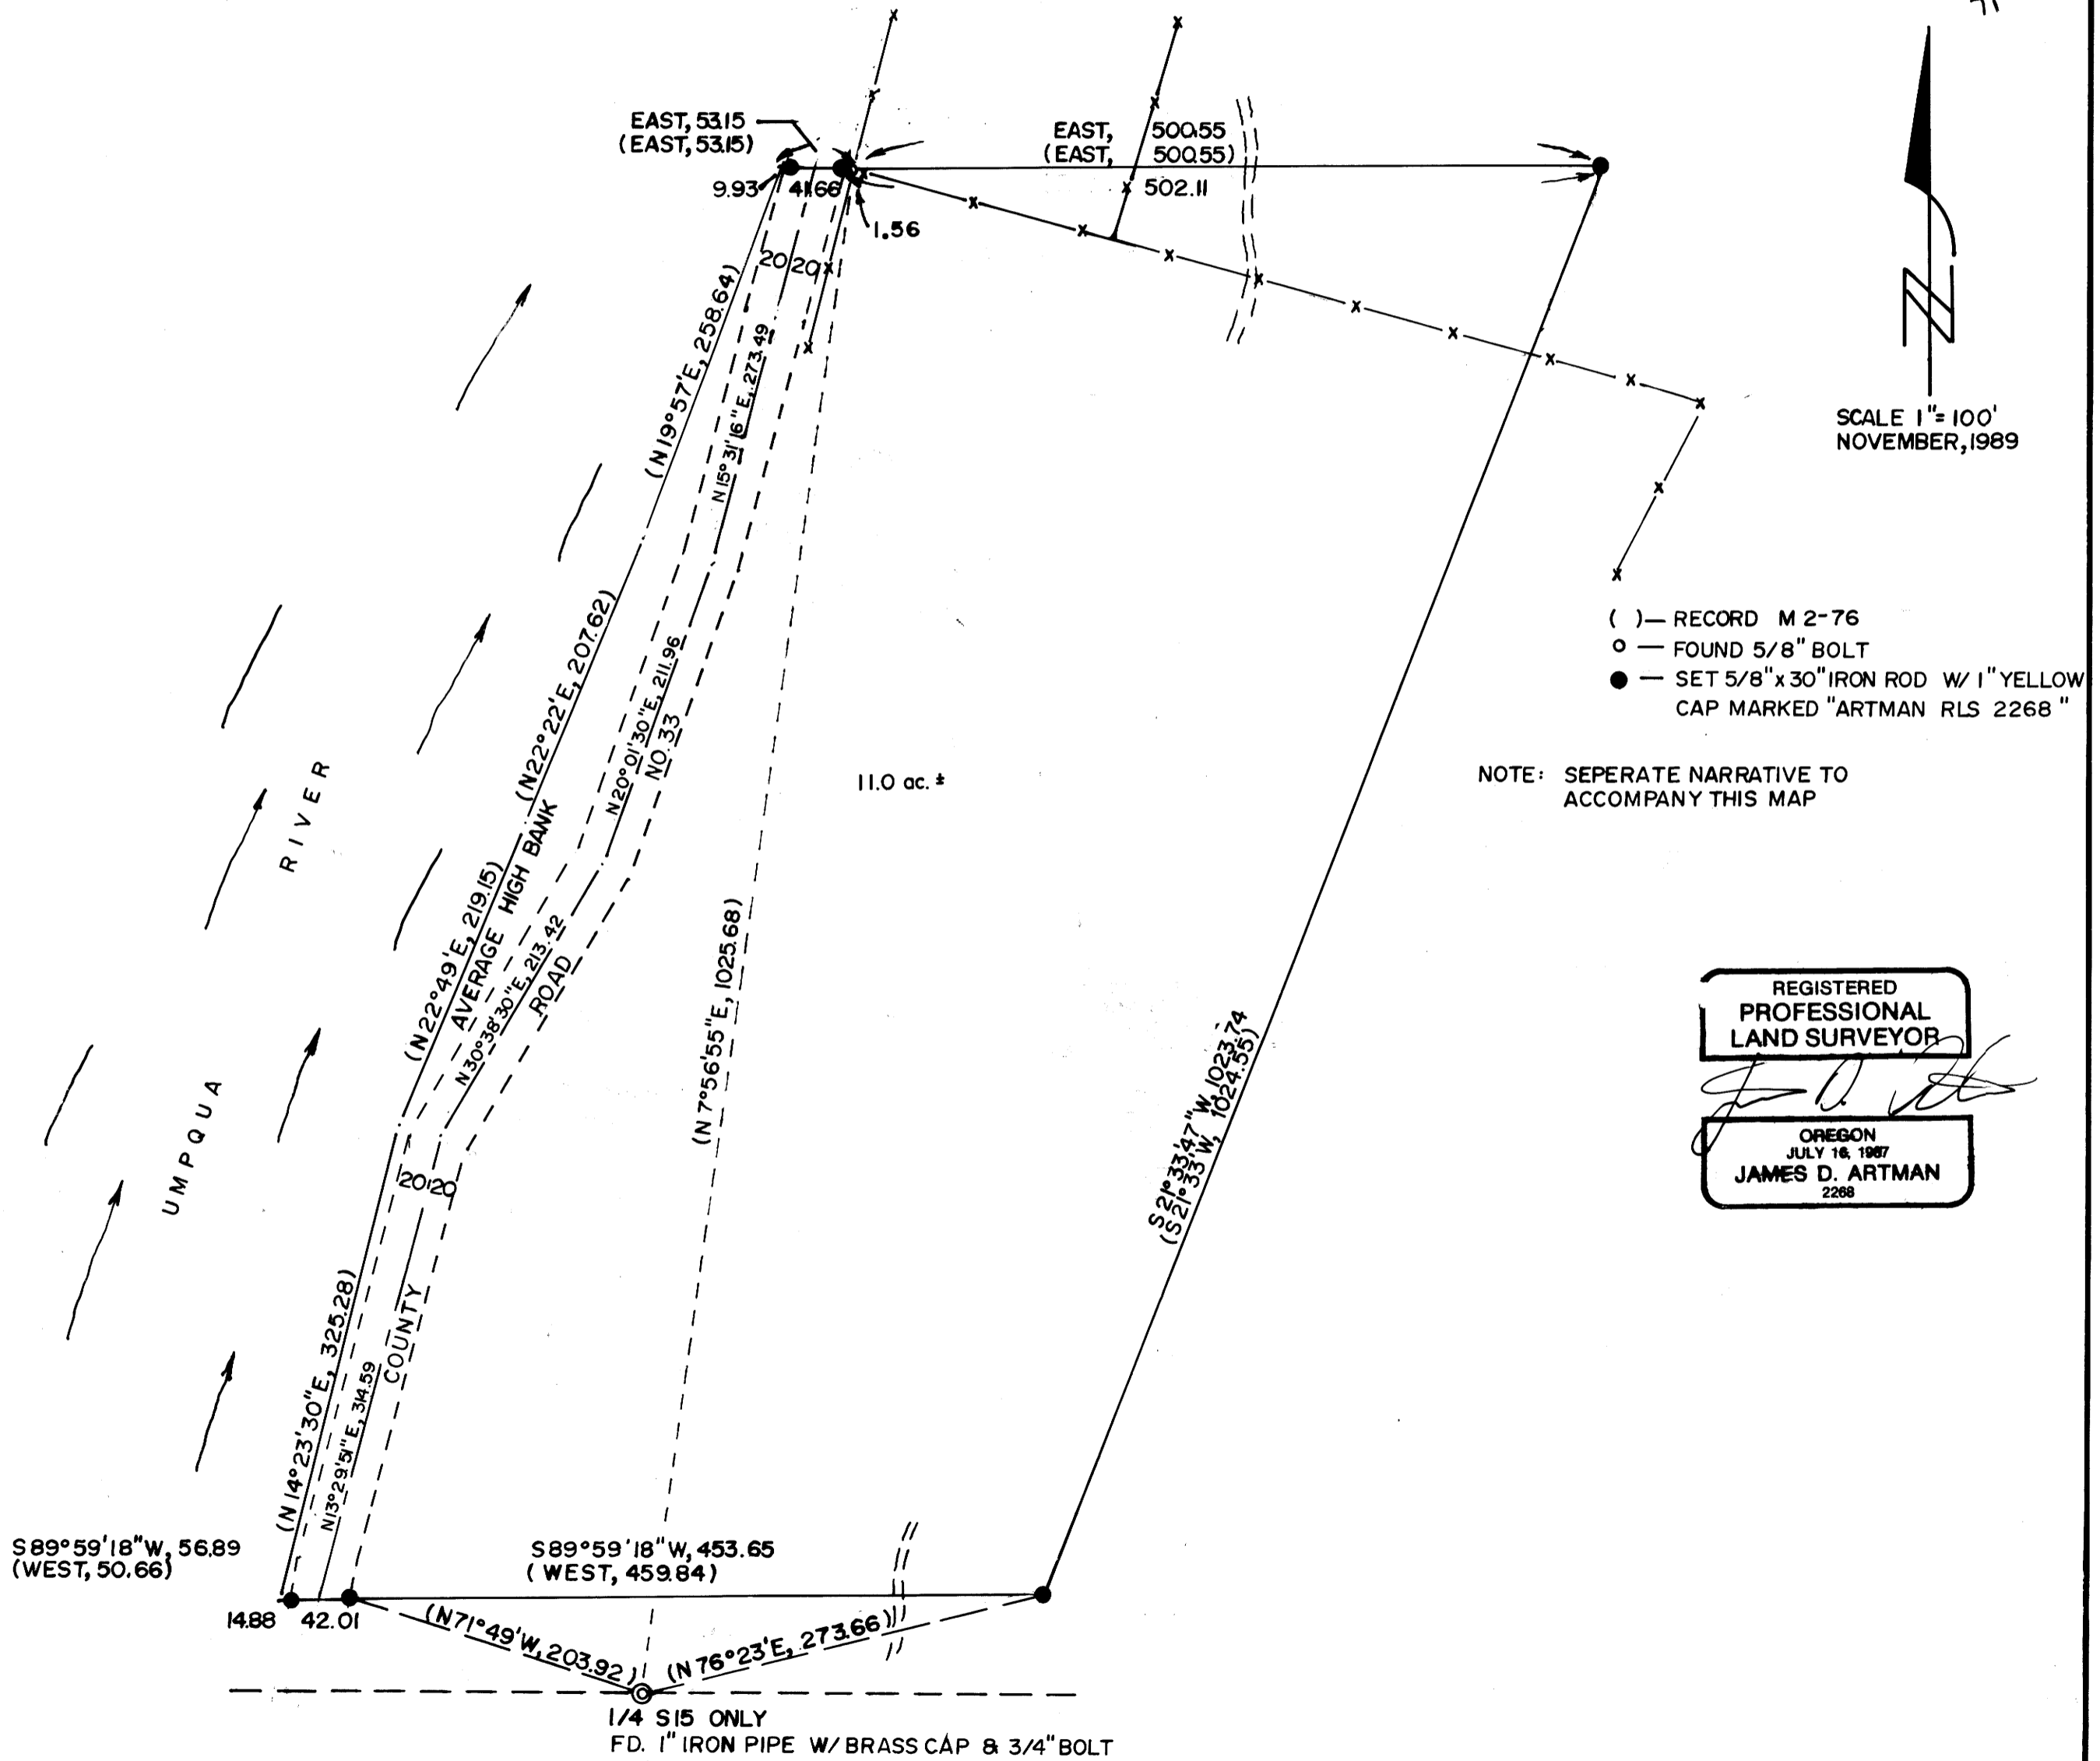 EAST, 53.15
(EAST, 53.15)
EAST, 500.55
(EAST, 500.55)
9.93
41.66
502.11
1.56
20 20
(N19°57'E, 258.64)
N15°31'16"E, 273.49
SCALE 1"=100'
NOVEMBER, 1989
( )— RECORD M 2-76
o — FOUND 5/8" BOLT
● — SET 5/8"x 30" IRON ROD W/ 1" YELLOW
CAP MARKED "ARTMAN RLS 2268"
(N22°22'E, 207.62)
N20°01'30"E, 211.96
NO. 33
11.0 ac. ±
NOTE: SEPERATE NARRATIVE TO
ACCOMPANY THIS MAP
RIVER
(N22°49'E, 219.15)
AVERAGE HIGH BANK
N30°38'30"E, 213.42
ROAD
(N7°56'55"E, 1025.68)
S21°33'47"W, 1023.74
(S21°33'W, 1024.55)
REGISTERED
PROFESSIONAL
LAND SURVEYOR
OREGON
JULY 16, 1987
JAMES D. ARTMAN
2268
UMPQUA
20 20
(N14°23'30"E, 325.28)
N13°29'51"E, 314.59
COUNTY
S89°59'18"W, 56.89
(WEST, 50.66)
S89°59'18"W, 453.65
(WEST, 459.84)
14.88
42.01
(N71°49'W, 203.92)
(N76°23'E, 273.66)
1/4 S15 ONLY
FD. 1" IRON PIPE W/ BRASS CAP & 3/4" BOLT